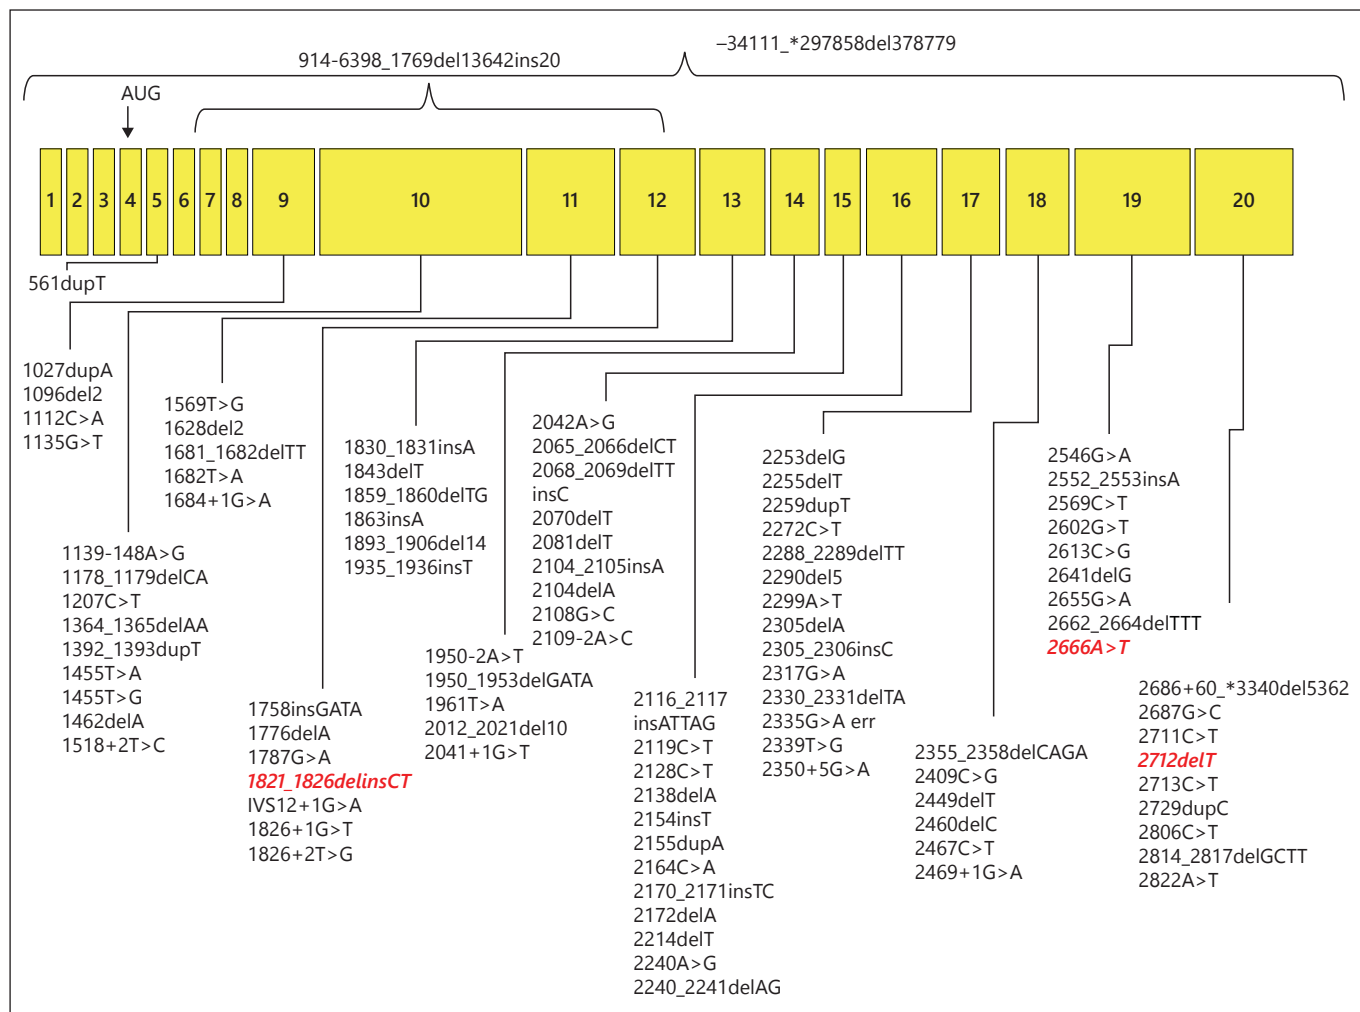 –34111_*297858del378779
914-6398_1769del13642ins20
AUG
1 2 3 4 5 6 7 8 9 10 11 12 13 14 15 16 17 18 19 20
561dupT
1027dupA
1096del2
1112C>A
1135G>T
1139-148A>G
1178_1179delCA
1207C>T
1364_1365delAA
1392_1393dupT
1455T>A
1455T>G
1462delA
1518+2T>C
1569T>G
1628del2
1681_1682delTT
1682T>A
1684+1G>A
1758insGATA
1776delA
1787G>A
1821_1826delinsCT
IVS12+1G>A
1826+1G>T
1826+2T>G
1830_1831insA
1843delT
1859_1860delTG
1863insA
1893_1906del14
1935_1936insT
1950-2A>T
1950_1953delGATA
1961T>A
2012_2021del10
2041+1G>T
2042A>G
2065_2066delCT
2068_2069delTT
insC
2070delT
2081delT
2104_2105insA
2104delA
2108G>C
2109-2A>C
2116_2117
insATTAG
2119C>T
2128C>T
2138delA
2154insT
2155dupA
2164C>A
2170_2171insTC
2172delA
2214delT
2240A>G
2240_2241delAG
2253delG
2255delT
2259dupT
2272C>T
2288_2289delTT
2290del5
2299A>T
2305delA
2305_2306insC
2317G>A
2330_2331delTA
2335G>A err
2339T>G
2350+5G>A
2355_2358delCAGA
2409C>G
2449delT
2460delC
2467C>T
2469+1G>A
2546G>A
2552_2553insA
2569C>T
2602G>T
2613C>G
2641delG
2655G>A
2662_2664delTTT
2666A>T
2686+60_*3340del5362
2687G>C
2711C>T
2712delT
2713C>T
2729dupC
2806C>T
2814_2817delGCTT
2822A>T